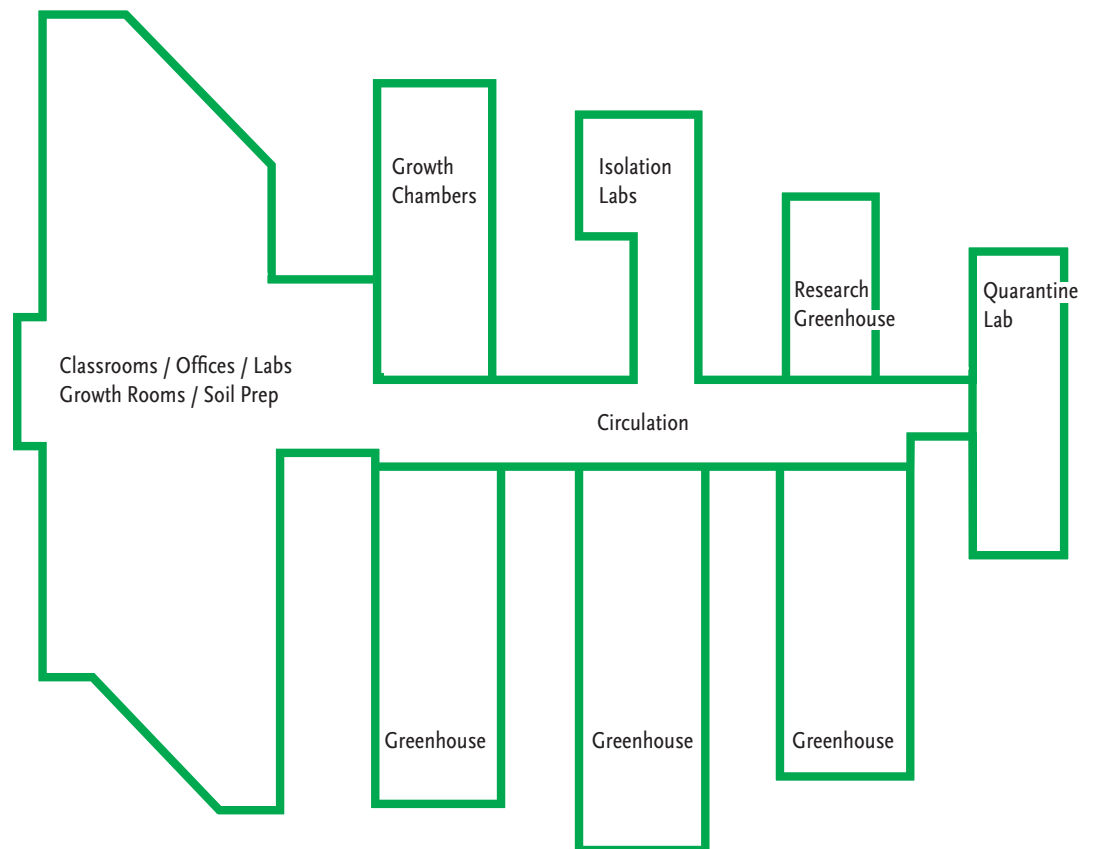 Growth
Chambers
Isolation
Labs
Research
Greenhouse
Quarantine
Lab
Classrooms / Offices / Labs
Growth Rooms / Soil Prep
Circulation
Greenhouse
Greenhouse
Greenhouse